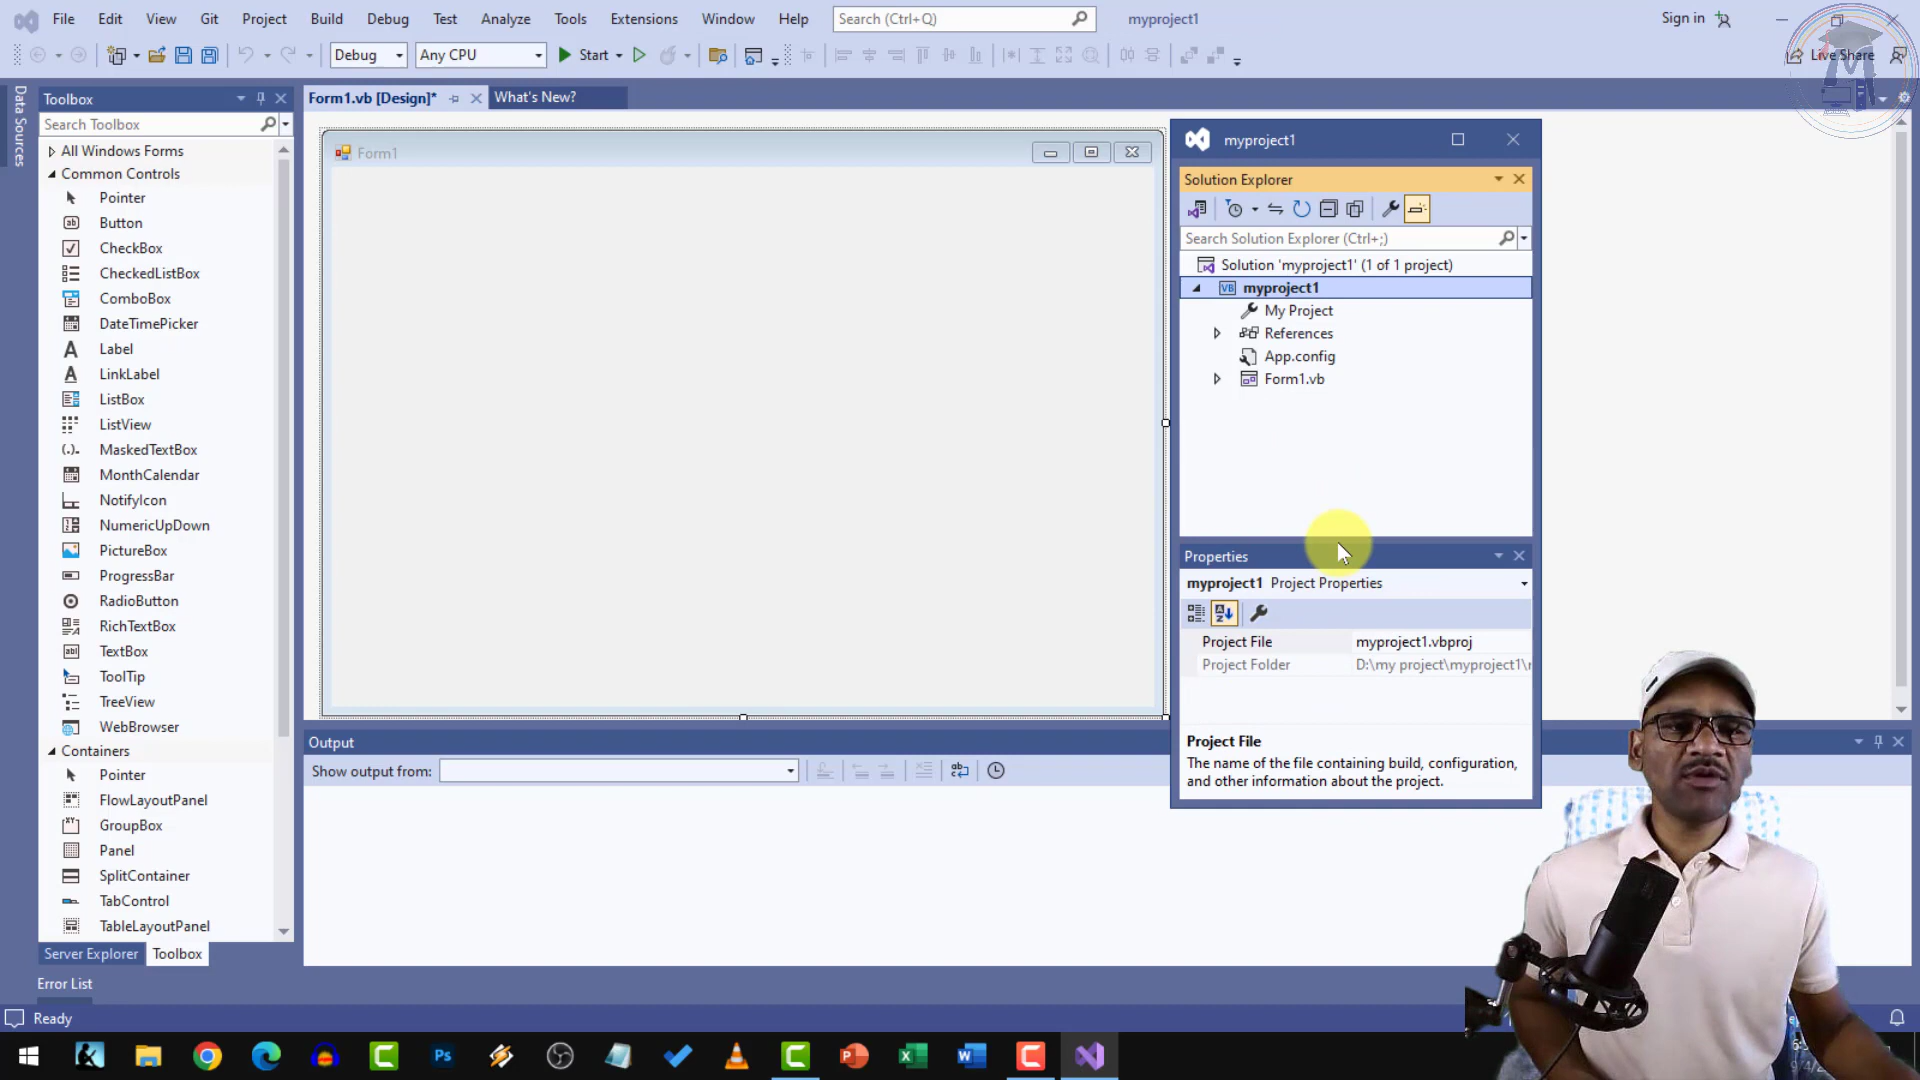 File Edit View Git Project Build Debug Test Analyze Tools Extensions Window Help Search (Ctrl+Q) myproject1 Sign in
Debug Any CPU Start Live Share
Data Sources
Toolbox
Search Toolbox
All Windows Forms
Common Controls
Pointer
Button
CheckBox
CheckedListBox
ComboBox
DateTimePicker
Label
LinkLabel
ListBox
ListView
MaskedTextBox
MonthCalendar
NotifyIcon
NumericUpDown
PictureBox
ProgressBar
RadioButton
RichTextBox
TextBox
ToolTip
TreeView
WebBrowser
Containers
Pointer
FlowLayoutPanel
GroupBox
Panel
SplitContainer
TabControl
TableLayoutPanel
Server Explorer Toolbox
Error List
Ready
Form1.vb [Design]* What's New?
Form1
Output
Show output from:
myproject1
Solution Explorer
Search Solution Explorer (Ctrl+;)
Solution 'myproject1' (1 of 1 project)
VB myproject1
My Project
References
App.config
Form1.vb
Properties
myproject1 Project Properties
Project File myproject1.vbproj
Project Folder D:\my project\myproject1\
Project File
The name of the file containing build, configuration,
and other information about the project.